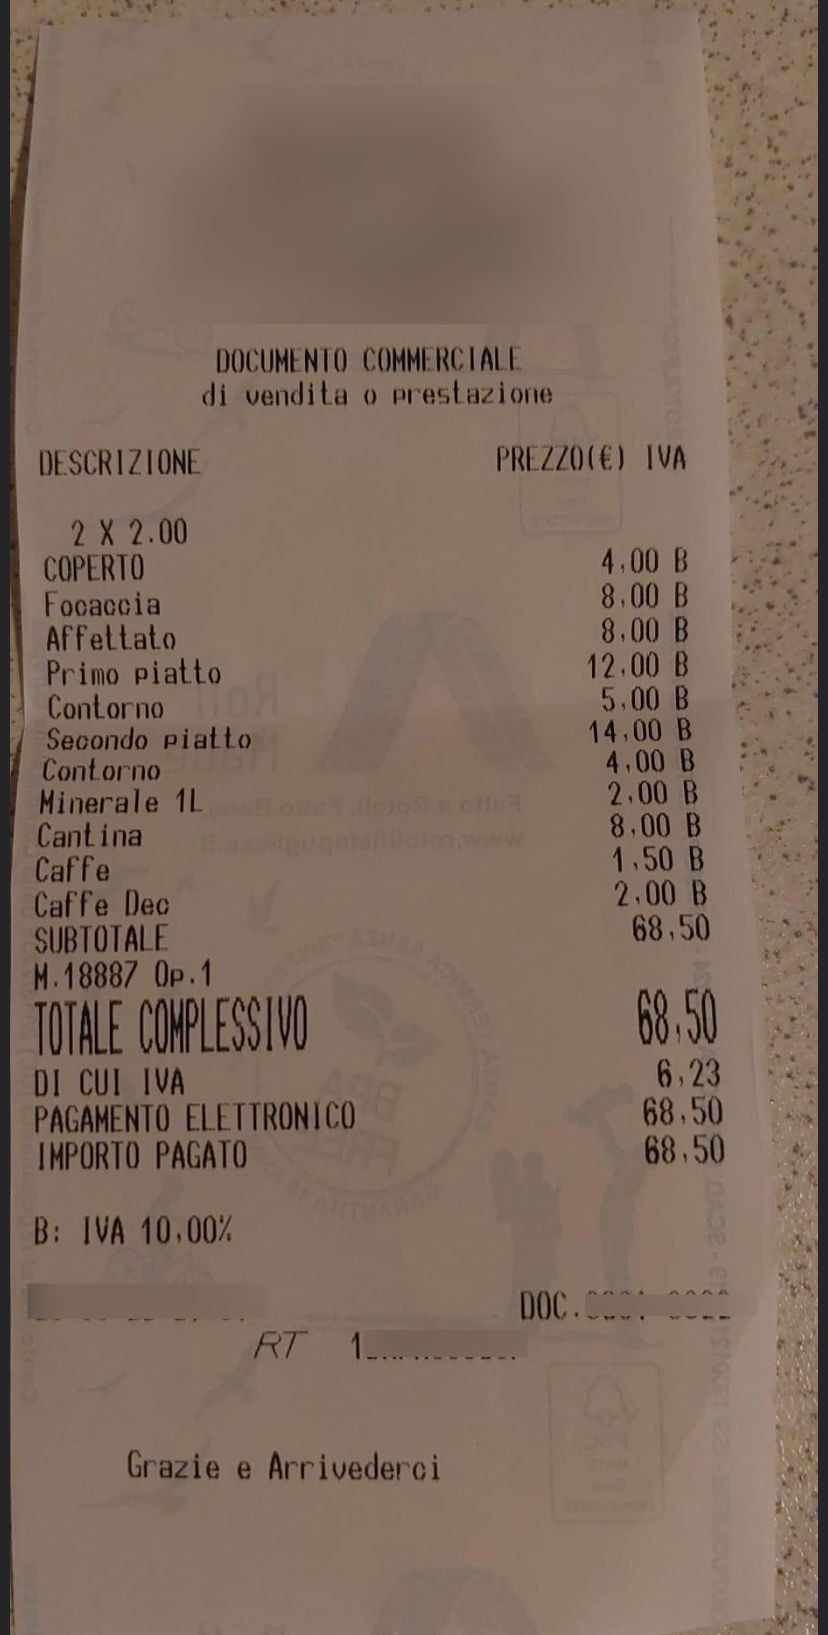 DOCUMENTO COMMERCIALE
di vendita o prestazione
DESCRIZIONE PREZZO(€) IVA
2 X 2.00
COPERTO 4,00 B
Focaccia 8,00 B
Affettato 8,00 B
Primo piatto 12,00 B
Contorno 5,00 B
Secondo piatto 14,00 B
Contorno 4,00 B
Minerale 1L 2,00 B
Cantina 8,00 B
Caffe 1,50 B
Caffe Dec 2,00 B
SUBTOTALE 68,50
M.18887 Op.1
TOTALE COMPLESSIVO 68,50
DI CUI IVA 6,23
PAGAMENTO ELETTRONICO 68,50
IMPORTO PAGATO 68,50
B: IVA 10,00%
DOC.
RT 1
Grazie e Arrivederci